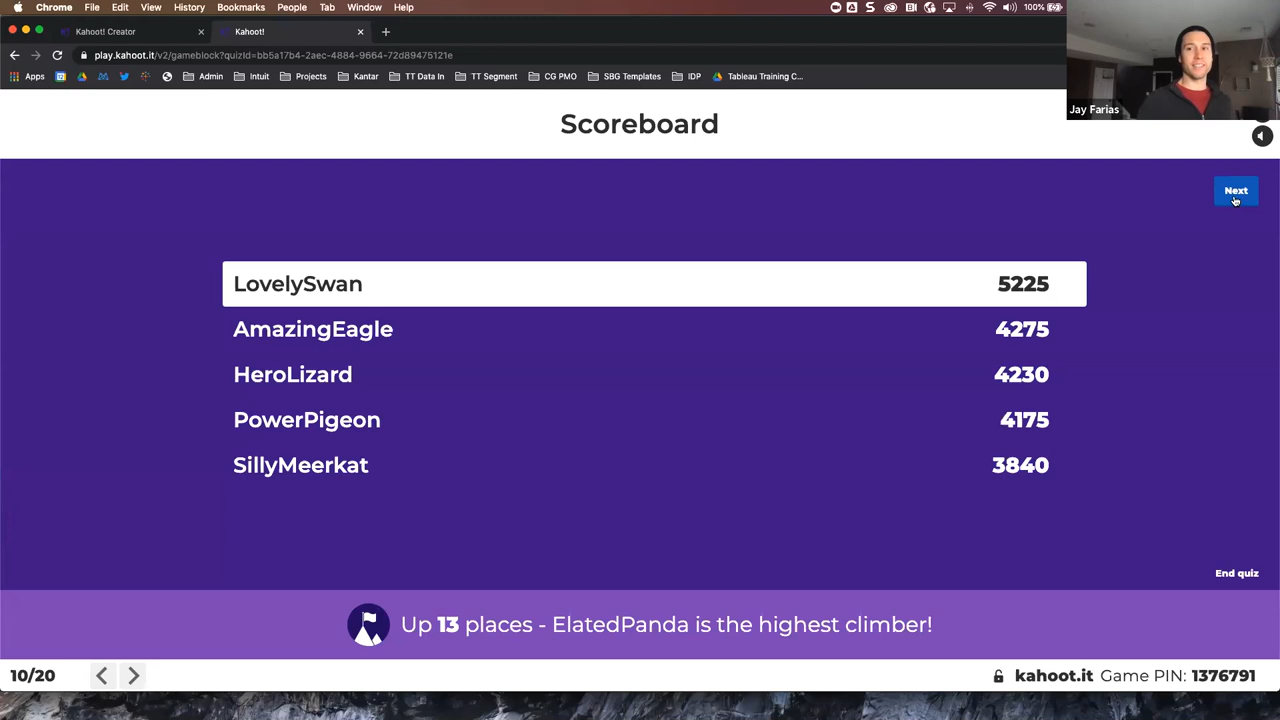 Chrome File Edit View History Bookmarks People Tab Window Help 100%
Kahoot! Creator
Kahoot!
play.kahoot.it/v2/gameblock?quizId=bb5a17b4-2aec-4884-9664-72d89475121e
Apps Admin Intuit Projects Kantar TT Data In TT Segment CG PMO SBG Templates IDP Tableau Training C...
Jay Farias
Scoreboard
Next
LovelySwan 5225
AmazingEagle 4275
HeroLizard 4230
PowerPigeon 4175
SillyMeerkat 3840
End quiz
Up 13 places - ElatedPanda is the highest climber!
10/20
kahoot.it Game PIN: 1376791